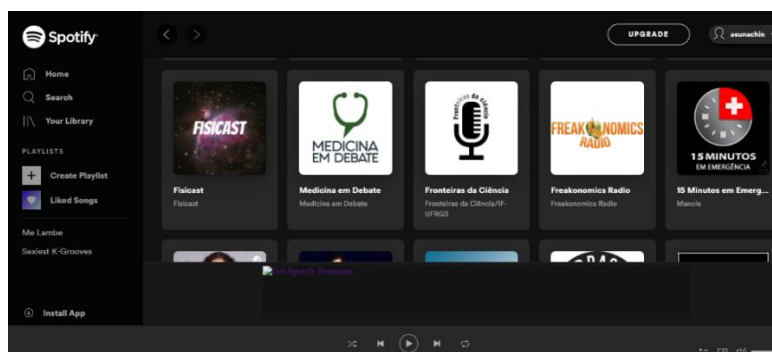 Spotify
UPGRADE
asunachin
Home
Search
Your Library
PLAYLISTS
Create Playlist
Liked Songs
Me Lambe
Sexiest K-Grooves
Install App
FISICAST
Fisicast
Fisicast
MEDICINA
EM DEBATE
Medicina em Debate
Medicina em Debate
Fronteiras da Ciência
Fronteiras da Ciência
Fronteiras da Ciência/IF-
UFRGS
FREAKONOMICS
RADIO
Freakonomics Radio
Freakonomics Radio
15 MINUTOS
EM EMERGÊNCIA
15 Minutos em Emerg...
Manole
Get Spotify Premium